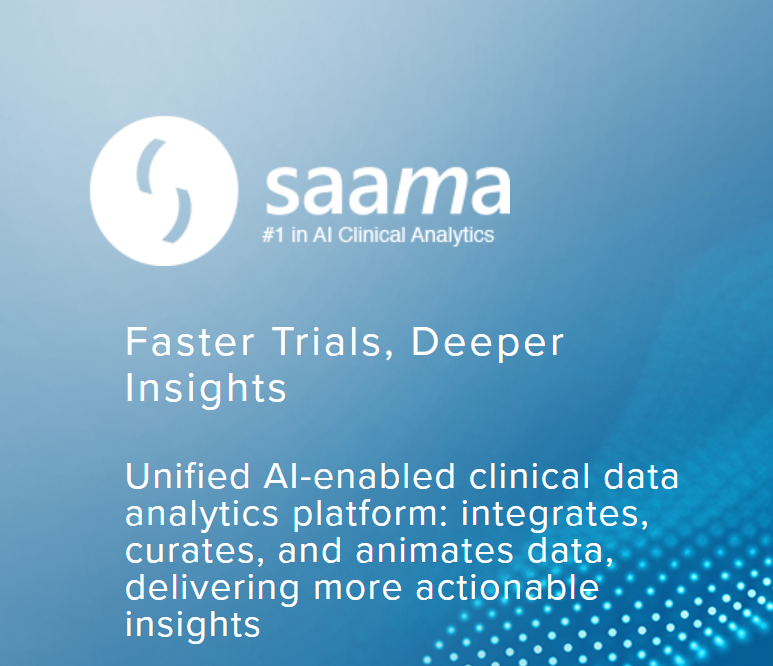 saama
#1 in AI Clinical Analytics
Faster Trials, Deeper
Insights
Unified AI-enabled clinical data
analytics platform: integrates,
curates, and animates data,
delivering more actionable
insights